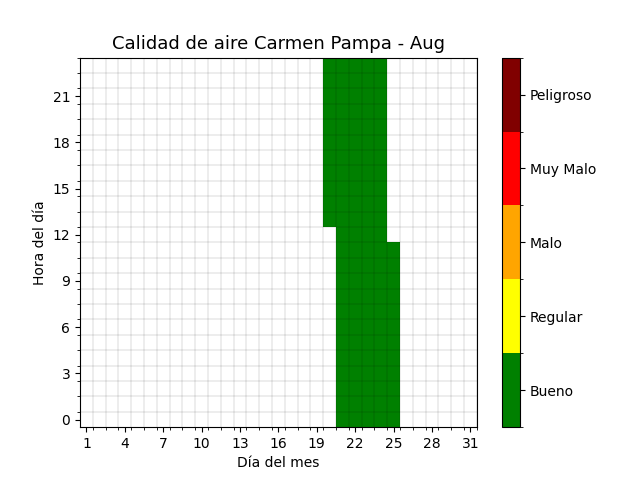 Calidad de aire Carmen Pampa - Aug
Hora del día
21
18
15
12
9
6
3
0
1 4 7 10 13 16 19 22 25 28 31
Día del mes
Peligroso
Muy Malo
Malo
Regular
Bueno